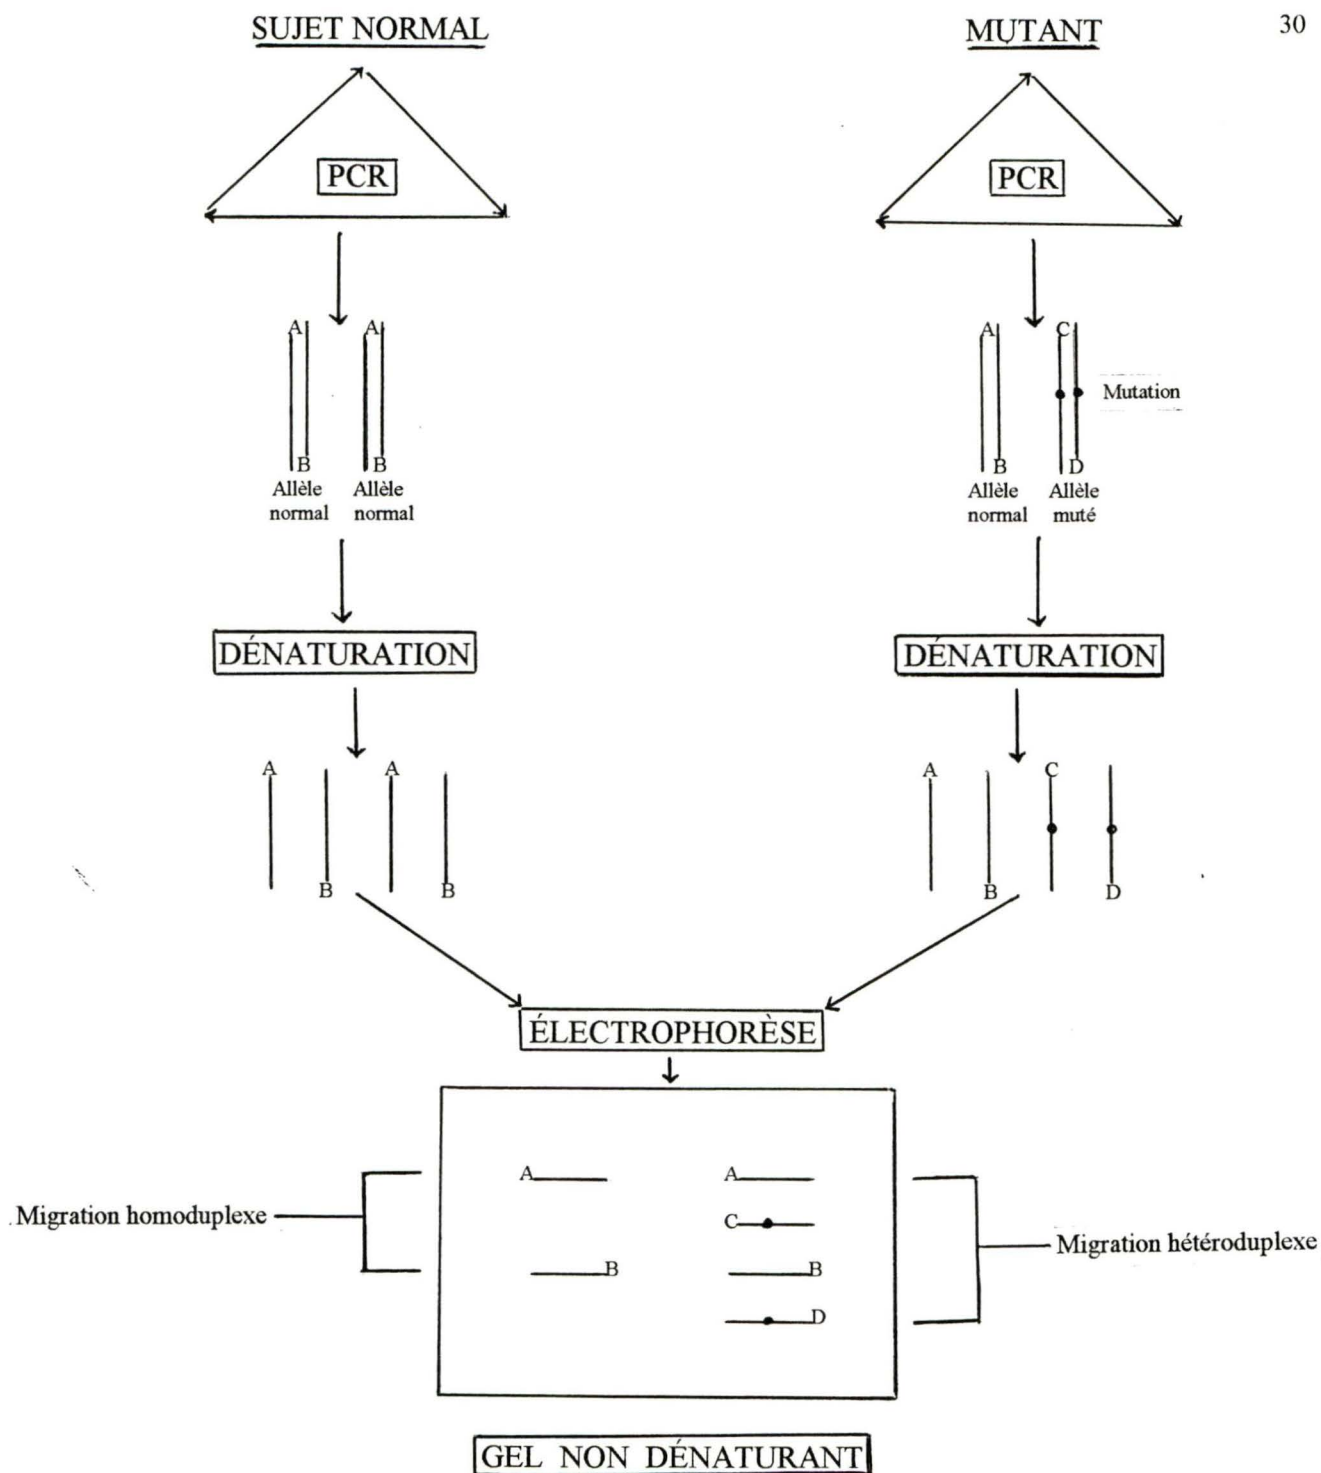 30
SUJET NORMAL
MUTANT
PCR
PCR
A A
B B
Allèle Allèle
normal normal
A C
Mutation
B D
Allèle Allèle
normal muté
DÉNATURATION
DÉNATURATION
A A
B B
A C
B D
ÉLECTROPHORÈSE
A A
C
B B
D
Migration homoduplexe
Migration hétéroduplexe
GEL NON DÉNATURANT